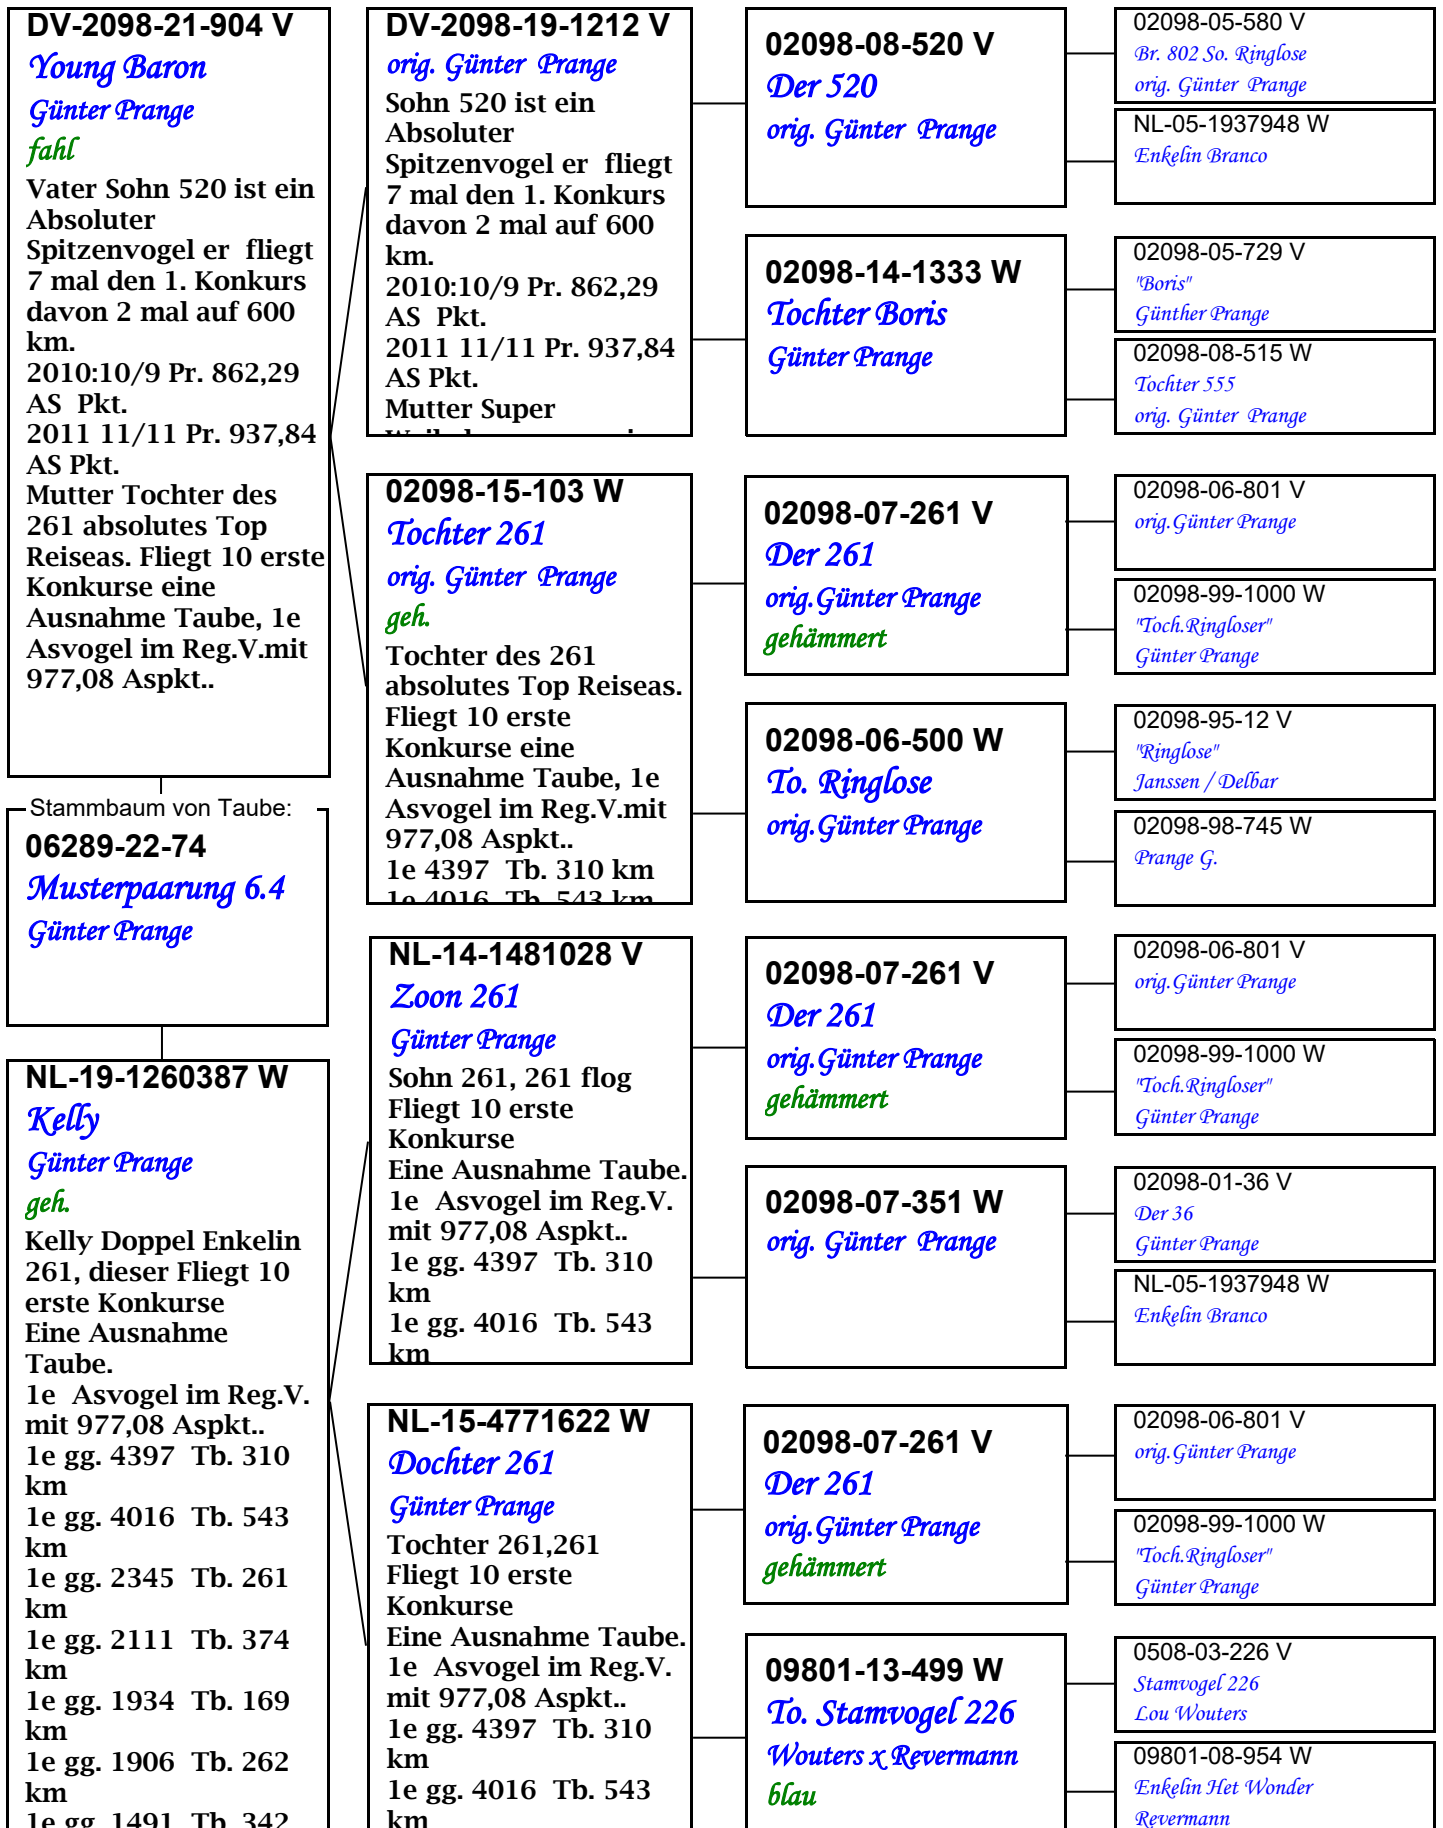 DV-2098-21-904 V
Young Baron
Günter Prange
fahl
Vater Sohn 520 ist ein
Absoluter
Spitzenvogel er  fliegt
7 mal den 1. Konkurs
davon 2 mal auf 600
km.
2010:10/9 Pr. 862,29
AS  Pkt.
2011 11/11 Pr. 937,84
AS Pkt.
Mutter Tochter des
261 absolutes Top
Reiseas. Fliegt 10 erste
Konkurse eine
Ausnahme Taube, 1e
Asvogel im Reg.V.mit
977,08 Aspkt..
Stammbaum von Taube:
06289-22-74
Musterpaarung 6.4
Günter Prange
NL-19-1260387 W
Kelly
Günter Prange
geh.
Kelly Doppel Enkelin
261, dieser Fliegt 10
erste Konkurse
Eine Ausnahme
Taube.
1e  Asvogel im Reg.V.
mit 977,08 Aspkt..
1e gg. 4397  Tb. 310
km
1e gg. 4016  Tb. 543
km
1e gg. 2345  Tb. 261
km
1e gg. 2111  Tb. 374
km
1e gg. 1934  Tb. 169
km
1e gg. 1906  Tb. 262
km
1e gg. 1491  Tb. 342
DV-2098-19-1212 V
orig. Günter  Prange
Sohn 520 ist ein
Absoluter
Spitzenvogel er  fliegt
7 mal den 1. Konkurs
davon 2 mal auf 600
km.
2010:10/9 Pr. 862,29
AS  Pkt.
2011 11/11 Pr. 937,84
AS Pkt.
Mutter Super
02098-15-103 W
Tochter 261
orig. Günter  Prange
geh.
Tochter des 261
absolutes Top Reiseas.
Fliegt 10 erste
Konkurse eine
Ausnahme Taube, 1e
Asvogel im Reg.V.mit
977,08 Aspkt..
1e 4397  Tb. 310 km
1e 4016  Tb. 543 km
NL-14-1481028 V
Zoon 261
Günter Prange
Sohn 261, 261 flog
Fliegt 10 erste
Konkurse
Eine Ausnahme Taube.
1e  Asvogel im Reg.V.
mit 977,08 Aspkt..
1e gg. 4397  Tb. 310
km
1e gg. 4016  Tb. 543
km
NL-15-4771622 W
Dochter 261
Günter Prange
Tochter 261,261
Fliegt 10 erste
Konkurse
Eine Ausnahme Taube.
1e  Asvogel im Reg.V.
mit 977,08 Aspkt..
1e gg. 4397  Tb. 310
km
1e gg. 4016  Tb. 543
km
02098-08-520 V
Der 520
orig. Günter  Prange
02098-14-1333 W
Tochter Boris
Günter Prange
02098-07-261 V
Der 261
orig.Günter Prange
gehämmert
02098-06-500 W
To. Ringlose
orig.Günter Prange
02098-07-261 V
Der 261
orig.Günter Prange
gehämmert
02098-07-351 W
orig. Günter  Prange
02098-07-261 V
Der 261
orig.Günter Prange
gehämmert
09801-13-499 W
To. Stamvogel 226
Wouters x Revermann
blau
02098-05-580 V
Br. 802 So. Ringlose
orig. Günter  Prange
NL-05-1937948 W
Enkelin Branco
02098-05-729 V
"Boris"
Günther Prange
02098-08-515 W
Tochter 555
orig. Günter  Prange
02098-06-801 V
orig.Günter Prange
02098-99-1000 W
"Toch.Ringloser"
Günter Prange
02098-95-12 V
"Ringlose"
Janssen / Delbar
02098-98-745 W
Prange G.
02098-06-801 V
orig.Günter Prange
02098-99-1000 W
"Toch.Ringloser"
Günter Prange
02098-01-36 V
Der 36
Günter Prange
NL-05-1937948 W
Enkelin Branco
02098-06-801 V
orig.Günter Prange
02098-99-1000 W
"Toch.Ringloser"
Günter Prange
0508-03-226 V
Stamvogel 226
Lou Wouters
09801-08-954 W
Enkelin Het Wonder
Revermann